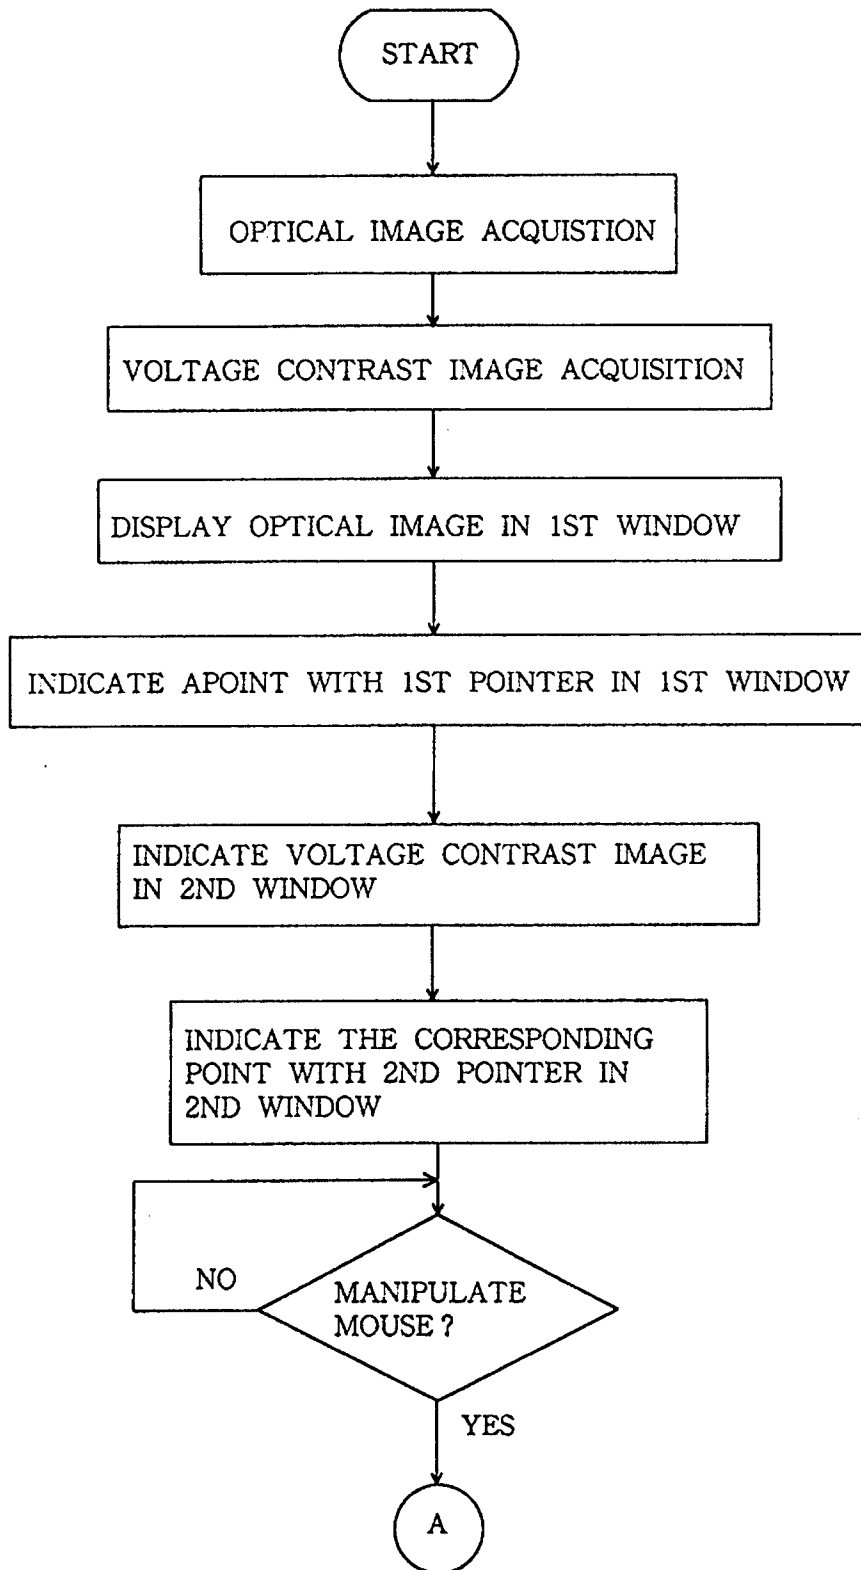 START
OPTICAL IMAGE ACQUISTION
VOLTAGE CONTRAST IMAGE ACQUISITION
DISPLAY OPTICAL IMAGE IN 1ST WINDOW
INDICATE APOINT WITH 1ST POINTER IN 1ST WINDOW
INDICATE VOLTAGE CONTRAST IMAGE
IN 2ND WINDOW
INDICATE THE CORRESPONDING
POINT WITH 2ND POINTER IN
2ND WINDOW
NO
MANIPULATE
MOUSE?
YES
A